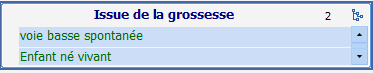 Issue de la grossesse 2
voie basse spontanée
Enfant né vivant